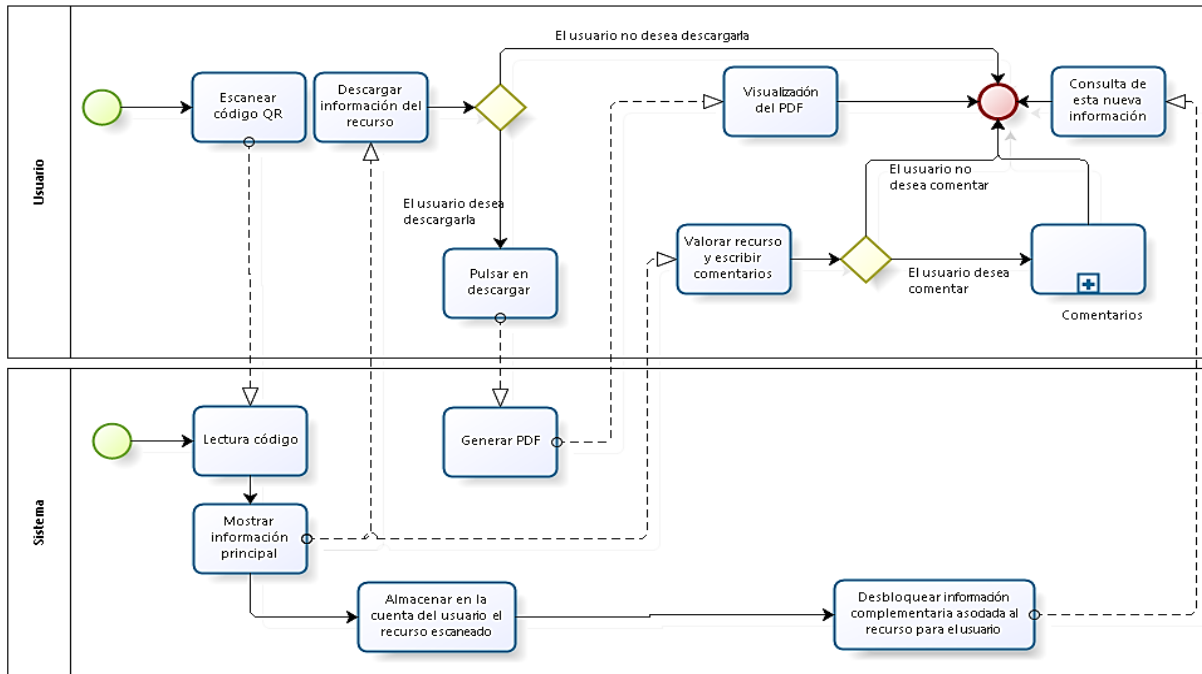 Usuario
El usuario no desea descargarla
Escanear
código QR
Descargar
información del
recurso
Visualización
del PDF
Consulta de
esta nueva
información
El usuario desea
descargarla
El usuario no
desea comentar
Pulsar en
descargar
Valorar recurso
y escribir
comentarios
El usuario desea
comentar
Comentarios
Sistema
Lectura código
Generar PDF
Mostrar
información
principal
Almacenar en la
cuenta del usuario el
recurso escaneado
Desbloquear información
complementaria asociada al
recurso para el usuario